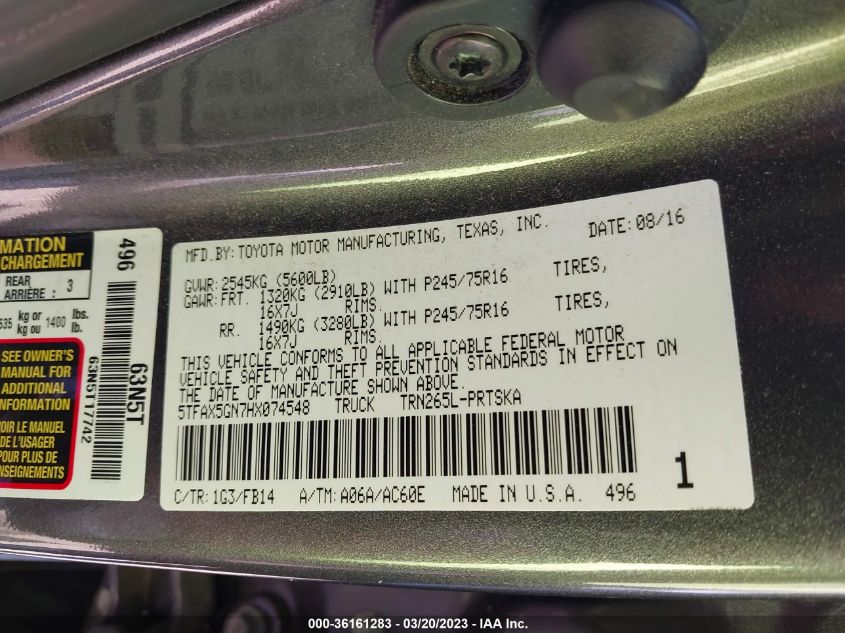 MATION
CHARGEMENT
REAR
ARRIÈRE : 3
635 kg or 1400 lbs.
kg ou lb.
SEE OWNER'S
MANUAL FOR
ADDITIONAL
INFORMATION
VOIR LE MANUEL
DE L'USAGER
POUR PLUS DE
NSEIGNEMENTS
496
63N5T
63N5T17742
MFD.BY:TOYOTA MOTOR MANUFACTURING, TEXAS, INC. DATE:08/16
GVWR:2545KG (5600LB)
GAWR:FRT. 1320KG (2910LB) WITH P245/75R16 TIRES,
16X7J RIMS.
RR. 1490KG (3280LB) WITH P245/75R16 TIRES,
16X7J RIMS.
THIS VEHICLE CONFORMS TO ALL APPLICABLE FEDERAL MOTOR
VEHICLE SAFETY AND THEFT PREVENTION STANDARDS IN EFFECT ON
THE DATE OF MANUFACTURE SHOWN ABOVE.
5TFAX5GN7HX074548 TRUCK TRN265L-PRTSKA
C/TR:1G3/FB14 A/TM:A06A/AC60E MADE IN U.S.A. 496
1
000-36161283 - 03/20/2023 - IAA Inc.